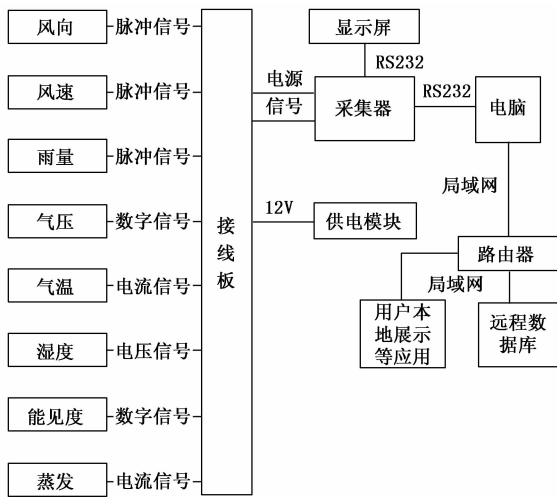 风向 脉冲信号
风速 脉冲信号
雨量 脉冲信号
气压 数字信号
气温 电流信号
湿度 电压信号
能见度 数字信号
蒸发 电流信号
接
线
板
显示屏
RS232
电源
信号
采集器
RS232
电脑
12V
供电模块
局域网
路由器
局域网
用户本
地展示
等应用
远程数
据库